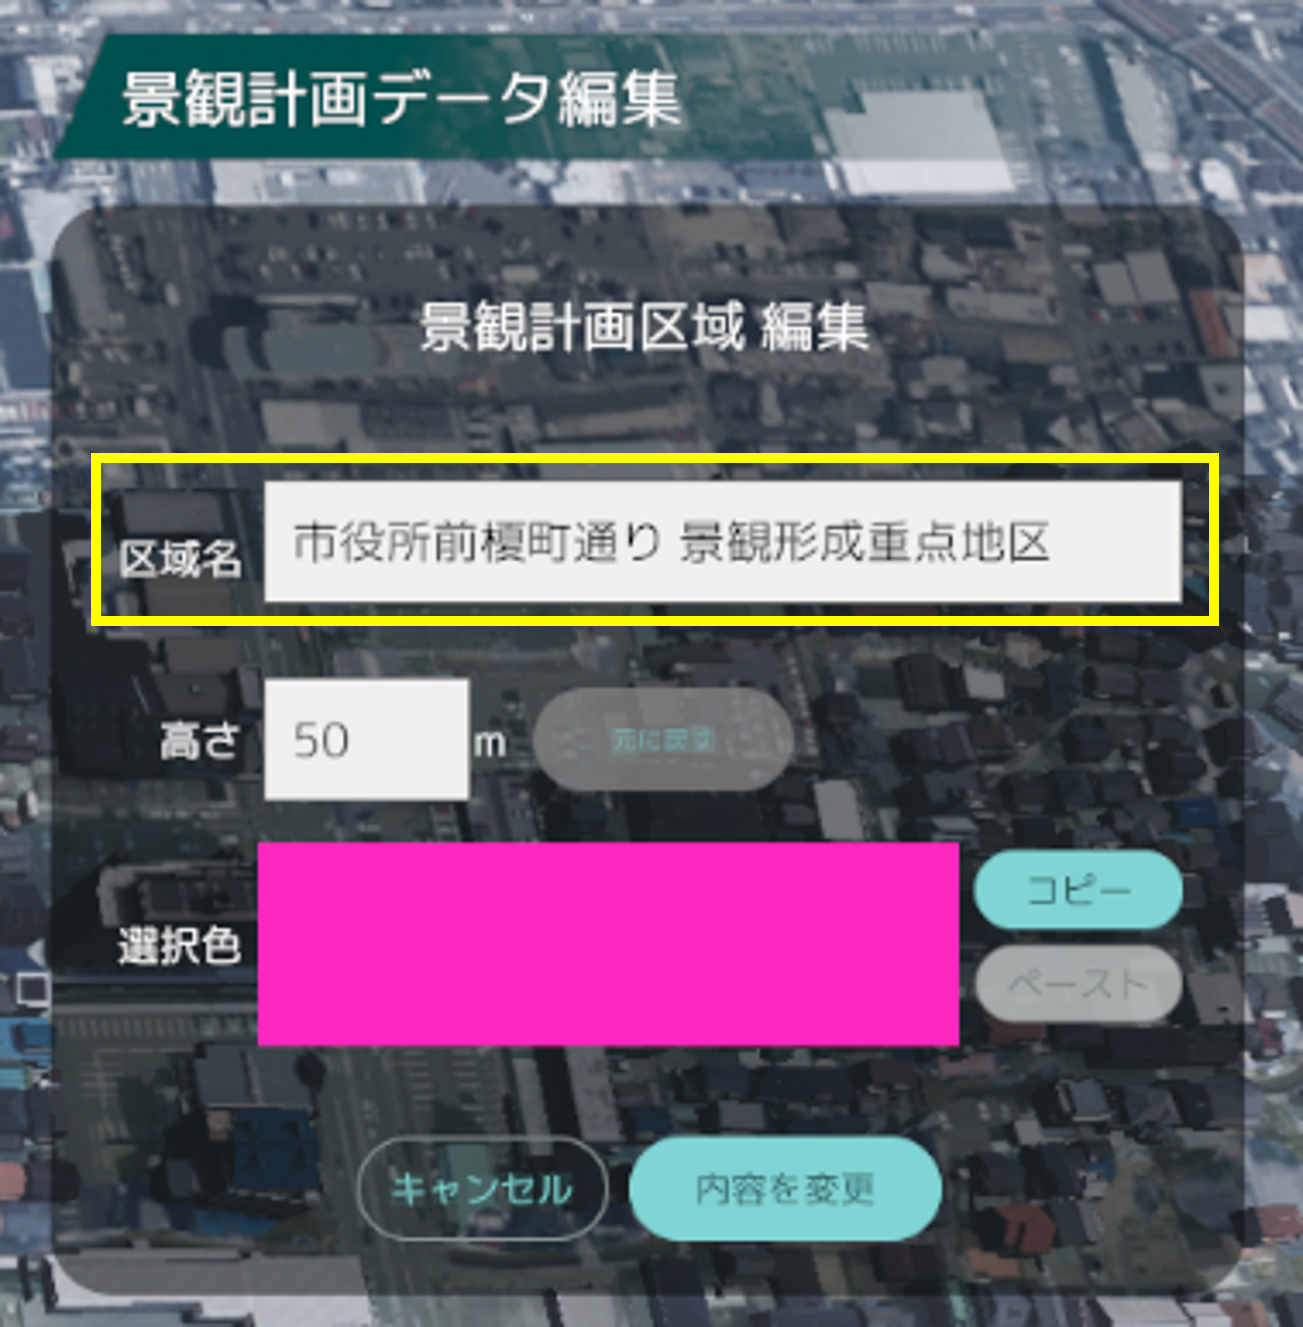 景観計画データ編集
景観計画区域 編集
区域名 市役所前榎町通り 景観形成重点地区
高さ 50 m 元に戻す
選択色
コピー
ペースト
キャンセル 内容を変更